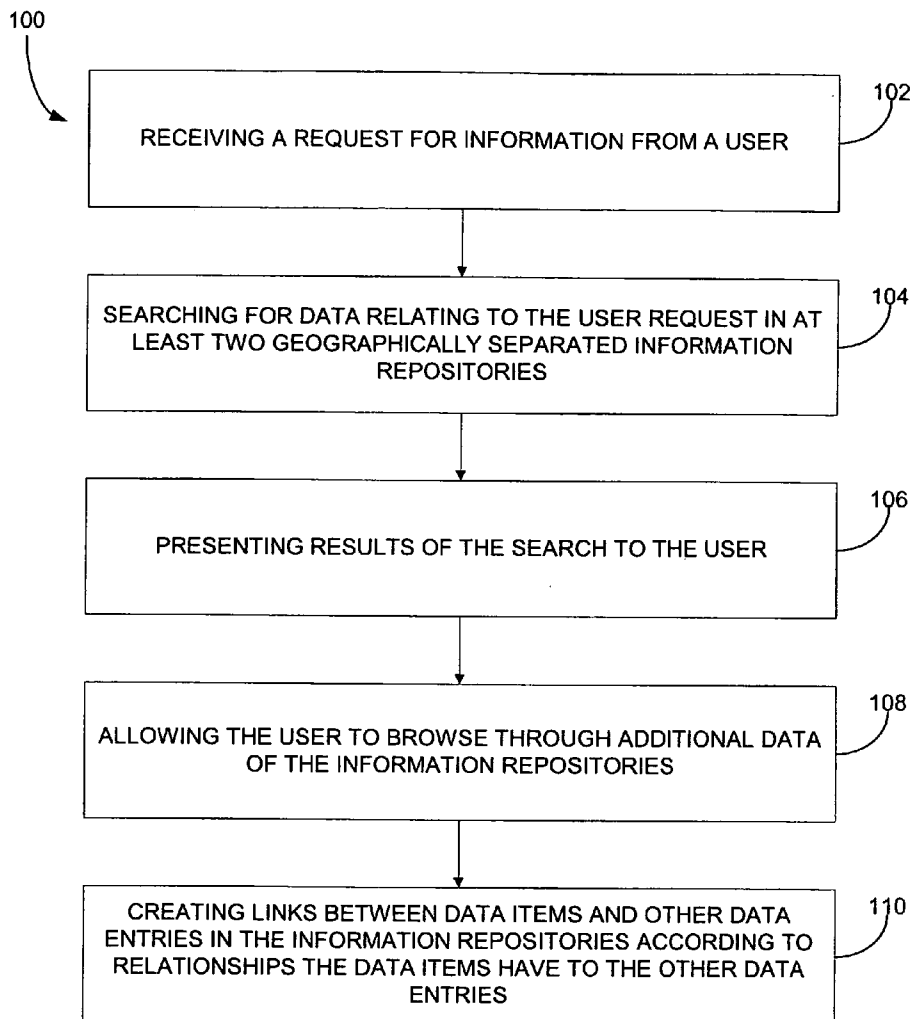 100
102
RECEIVING A REQUEST FOR INFORMATION FROM A USER
104
SEARCHING FOR DATA RELATING TO THE USER REQUEST IN AT
LEAST TWO GEOGRAPHICALLY SEPARATED INFORMATION
REPOSITORIES
106
PRESENTING RESULTS OF THE SEARCH TO THE USER
108
ALLOWING THE USER TO BROWSE THROUGH ADDITIONAL DATA
OF THE INFORMATION REPOSITORIES
110
CREATING LINKS BETWEEN DATA ITEMS AND OTHER DATA
ENTRIES IN THE INFORMATION REPOSITORIES ACCORDING TO
RELATIONSHIPS THE DATA ITEMS HAVE TO THE OTHER DATA
ENTRIES